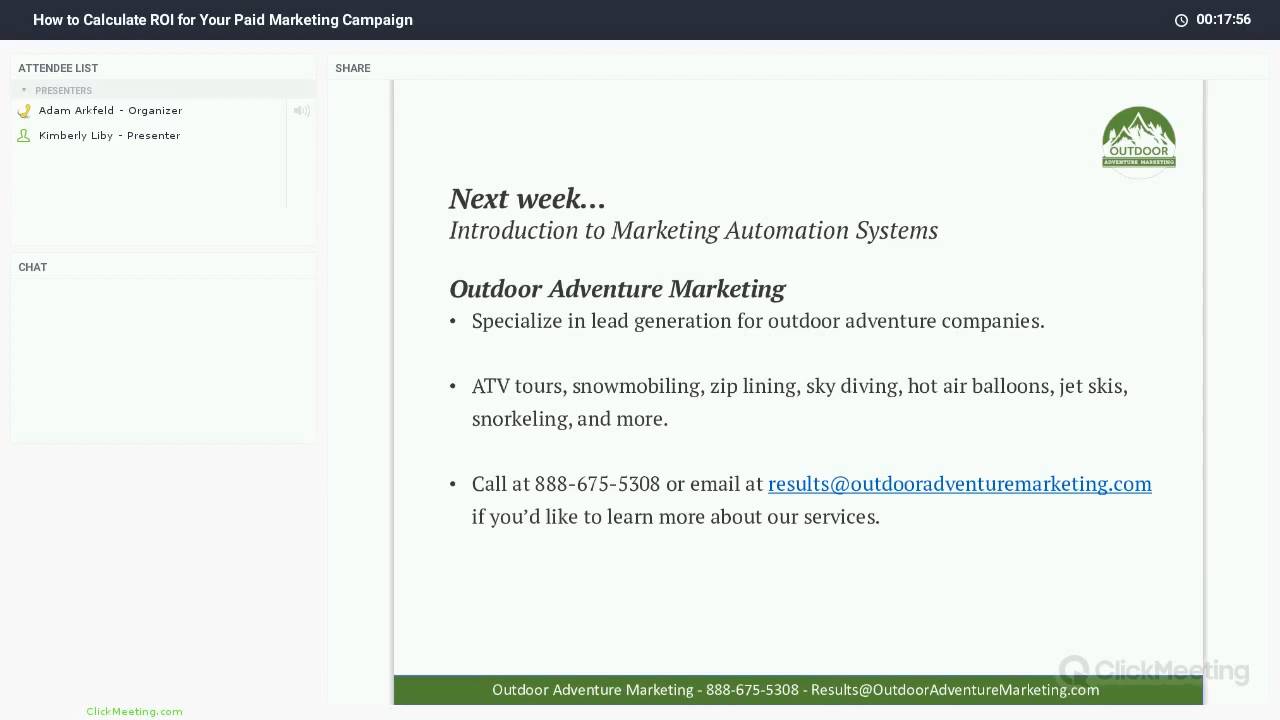 How to Calculate ROI for Your Paid Marketing Campaign
00:17:56
ATTENDEE LIST
PRESENTERS
Adam Arkfeld - Organizer
Kimberly Liby - Presenter
CHAT
SHARE
OUTDOOR
ADVENTURE MARKETING
Next week...
Introduction to Marketing Automation Systems
Outdoor Adventure Marketing
• Specialize in lead generation for outdoor adventure companies.
• ATV tours, snowmobiling, zip lining, sky diving, hot air balloons, jet skis,
snorkeling, and more.
• Call at 888-675-5308 or email at results@outdooradventuremarketing.com
if you’d like to learn more about our services.
ClickMeeting
Outdoor Adventure Marketing - 888-675-5308 - Results@OutdoorAdventureMarketing.com
ClickMeeting.com